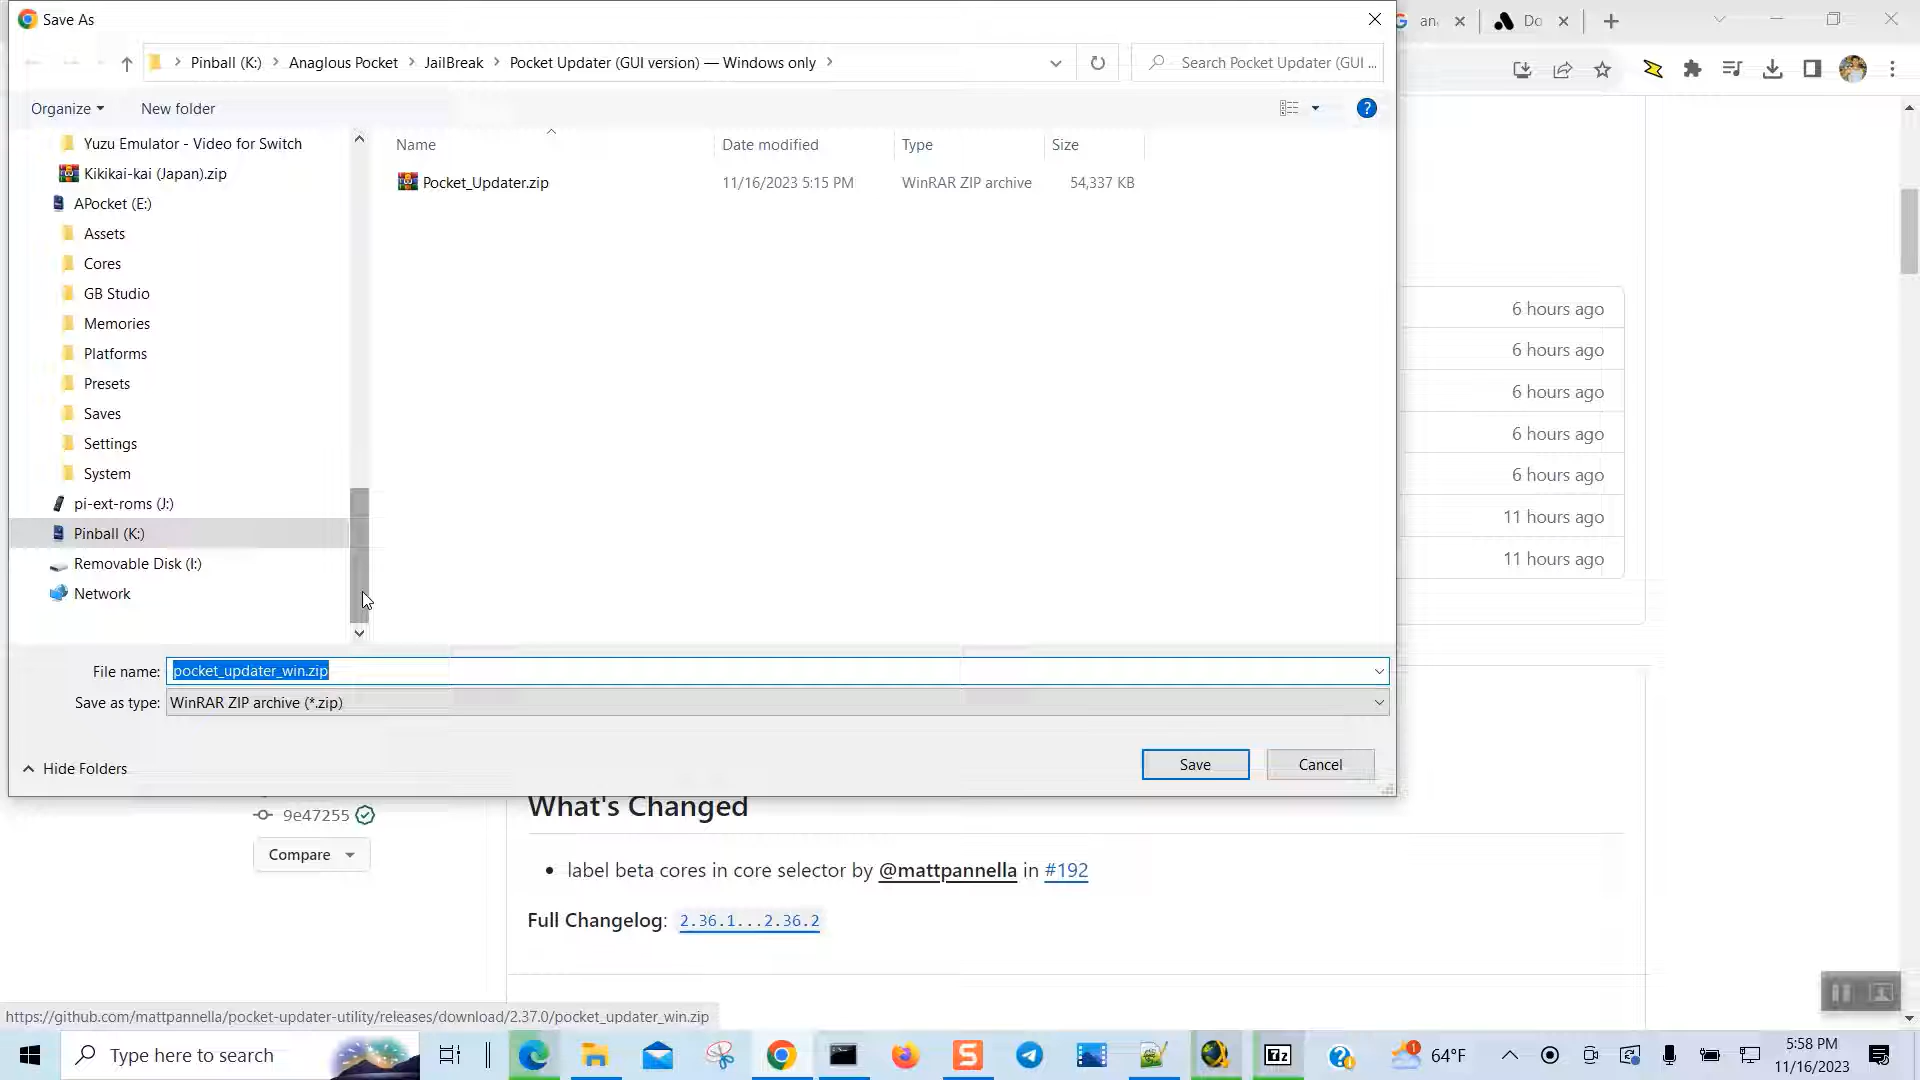 Save As
an
Do
Pinball (K:)
Anaglous Pocket
JailBreak
Pocket Updater (GUI version) — Windows only
Search Pocket Updater (GUI ...
Organize
New folder
?
Yuzu Emulator - Video for Switch
Kikikai-kai (Japan).zip
APocket (E:)
Assets
Cores
GB Studio
Memories
Platforms
Presets
Saves
Settings
System
pi-ext-roms (J:)
Pinball (K:)
Removable Disk (I:)
Network
Name
Date modified
Type
Size
Pocket_Updater.zip
11/16/2023 5:15 PM
WinRAR ZIP archive
54,337 KB
6 hours ago
6 hours ago
6 hours ago
6 hours ago
6 hours ago
11 hours ago
11 hours ago
File name: pocket_updater_win.zip
Save as type: WinRAR ZIP archive (*.zip)
Hide Folders
Save
Cancel
9e47255
Compare
What's Changed
label beta cores in core selector by @mattpannella in #192
Full Changelog: 2.36.1...2.36.2
https://github.com/mattpannella/pocket-updater-utility/releases/download/2.37.0/pocket_updater_win.zip
Type here to search
S
7z
?
1
64°F
5:58 PM
11/16/2023